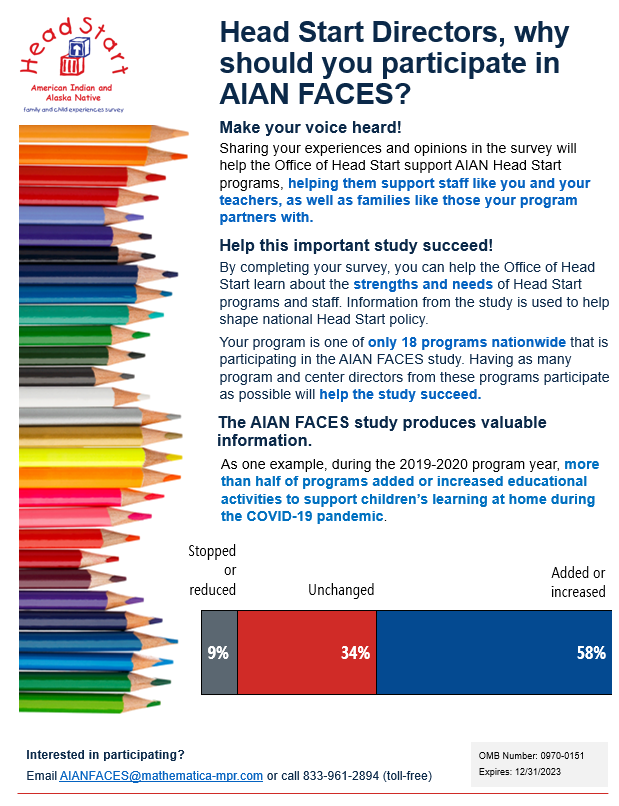 Head Start
American Indian and
Alaska Native
family and child experiences survey
Head Start Directors, why
should you participate in
AIAN FACES?
Make your voice heard!
Sharing your experiences and opinions in the survey will
help the Office of Head Start support AIAN Head Start
programs, helping them support staff like you and your
teachers, as well as families like those your program
partners with.
Help this important study succeed!
By completing your survey, you can help the Office of Head
Start learn about the strengths and needs of Head Start
programs and staff. Information from the study is used to help
shape national Head Start policy.
Your program is one of only 18 programs nationwide that is
participating in the AIAN FACES study. Having as many
program and center directors from these programs participate
as possible will help the study succeed.
The AIAN FACES study produces valuable
information.
As one example, during the 2019-2020 program year, more
than half of programs added or increased educational
activities to support children’s learning at home during
the COVID-19 pandemic.
Stopped
or
reduced
Unchanged
Added or
increased
9%
34%
58%
Interested in participating?
Email AIANFACES@mathematica-mpr.com or call 833-961-2894 (toll-free)
OMB Number: 0970-0151
Expires: 12/31/2023